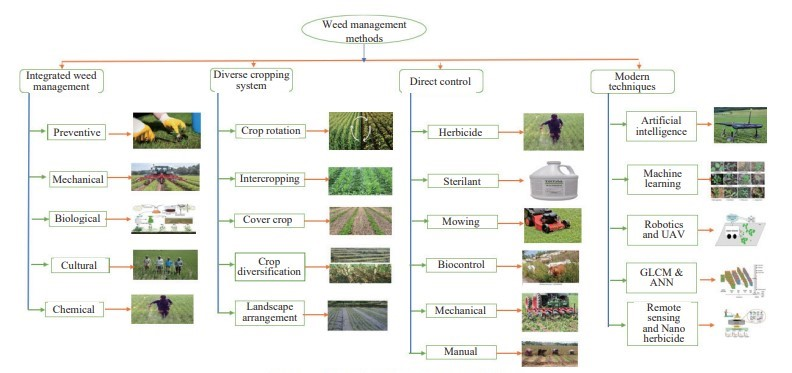 Weed management
methods
Integrated weed
management
Preventive
Mechanical
Biological
Cultural
Chemical
Diverse cropping
system
Crop rotation
Intercropping
Cover crop
Crop
diversification
Landscape
arrangement
Direct control
Herbicide
Sterilant
Mowing
Biocontrol
Mechanical
Manual
Modern
techniques
Artificial
intelligence
Machine
learning
Robotics
and UAV
GLCM &
ANN
Remote
sensing
and Nano
herbicide